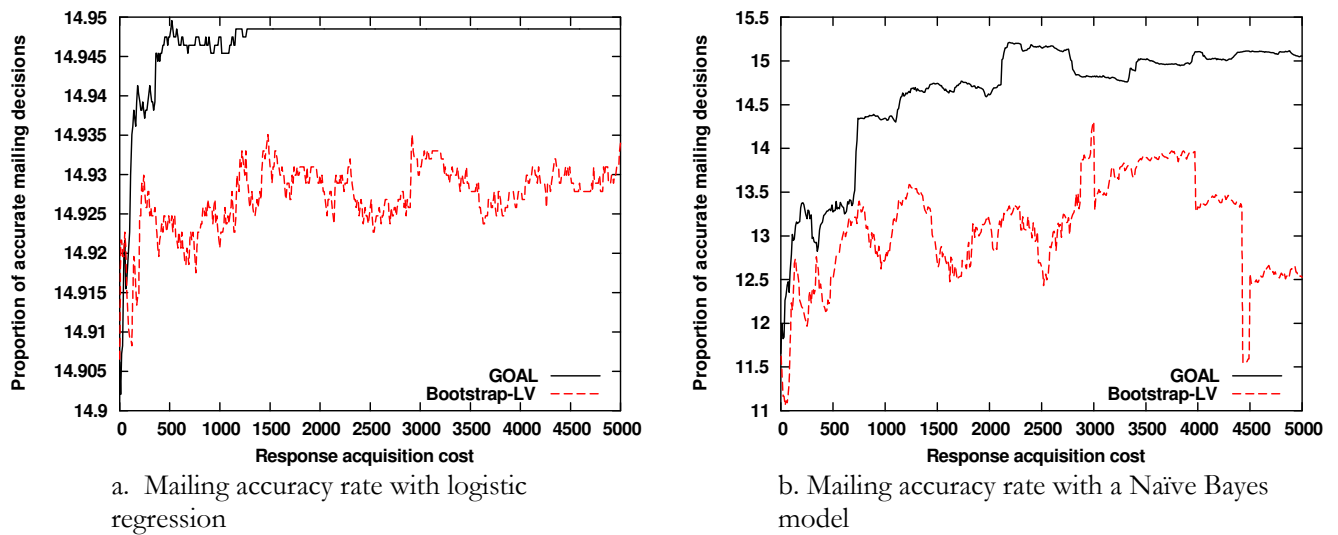 Proportion of accurate mailing decisions
14.95
14.945
14.94
14.935
14.93
14.925
14.92
14.915
14.91
14.905
14.9
GOAL
Bootstrap-LV
0 500 1000 1500 2000 2500 3000 3500 4000 4500 5000
Response acquisition cost
a. Mailing accuracy rate with logistic
regression
Proportion of accurate mailing decisions
15.5
15
14.5
14
13.5
13
12.5
12
11.5
11
GOAL
Bootstrap-LV
0 500 1000 1500 2000 2500 3000 3500 4000 4500 5000
Response acquisition cost
b. Mailing accuracy rate with a Naïve Bayes
model